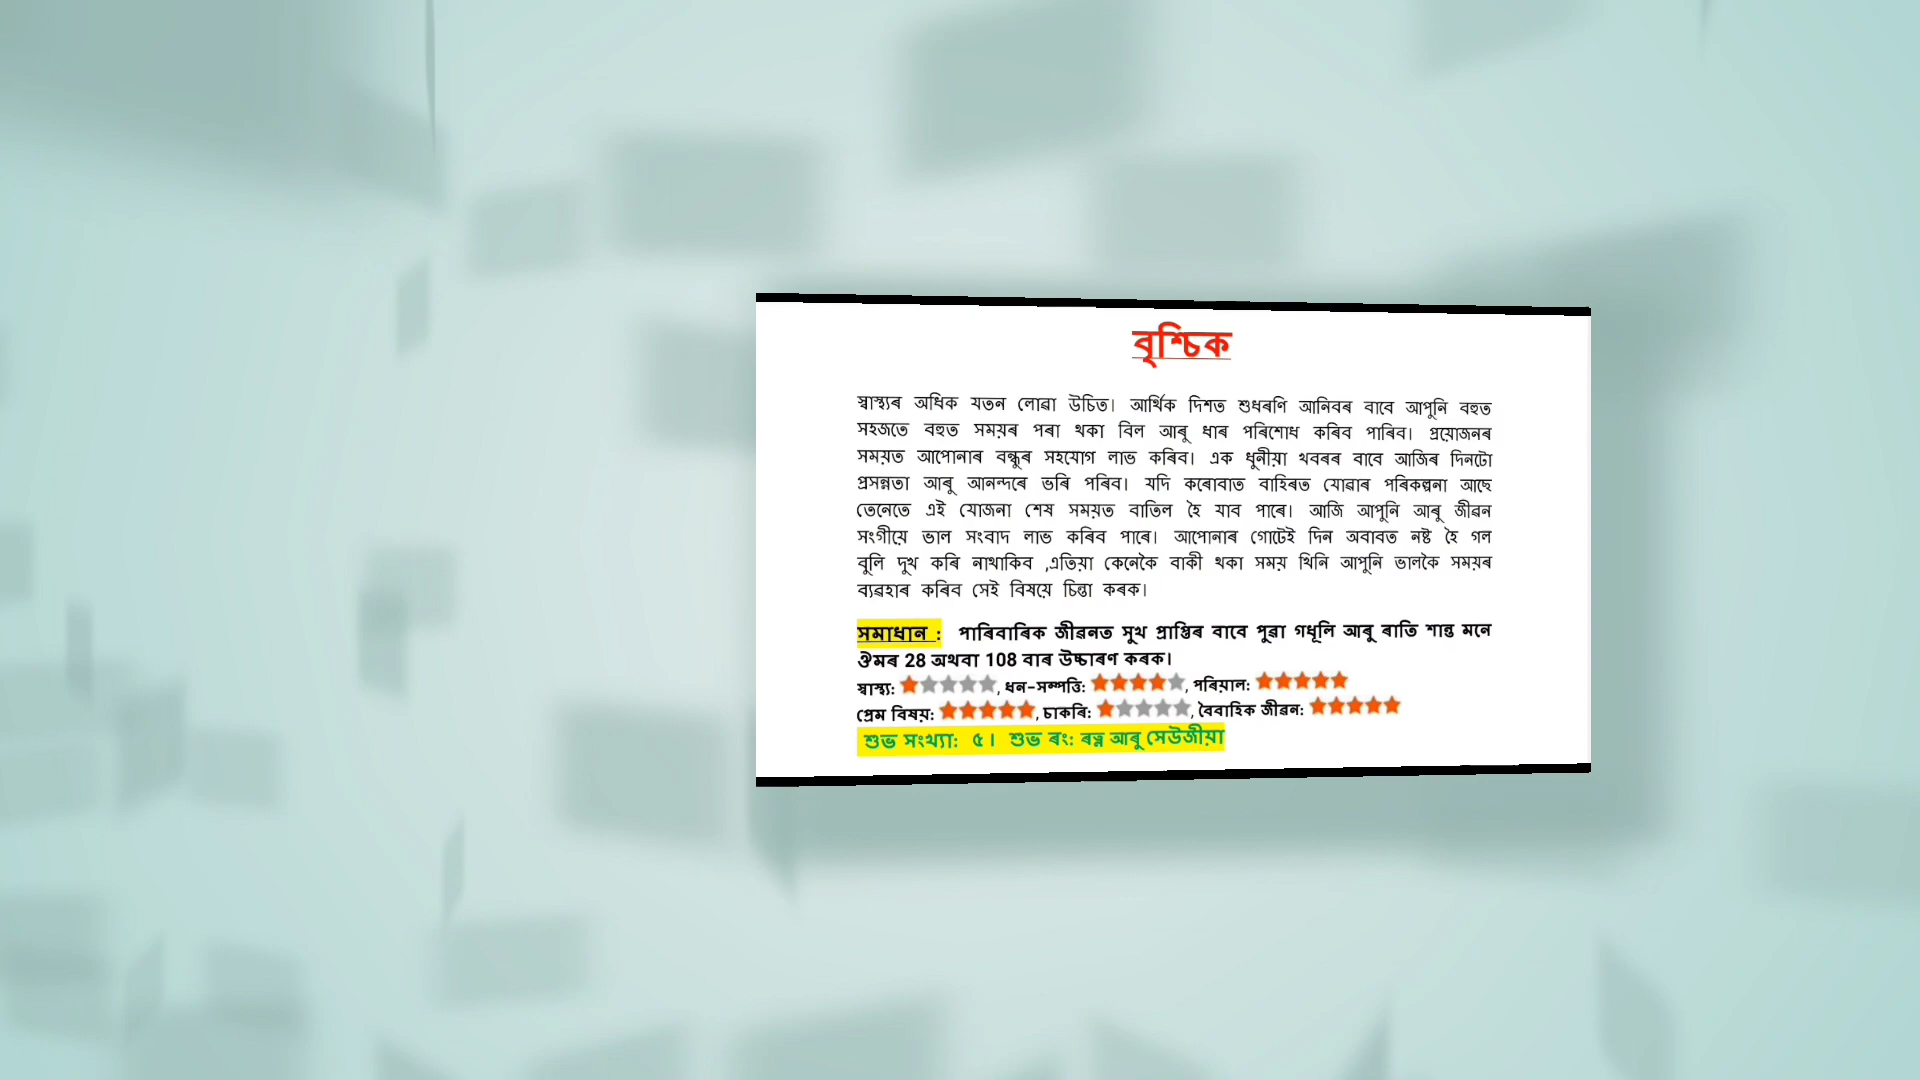 বৃশ্চিক
স্বাস্থ্যৰ অধিক যতন লোৱা উচিত। আৰ্থিক দিশত শুধৰণি আনিবৰ বাবে আপুনি বহুত
সহজতে বহুত সময়ৰ পৰা থকা বিল আৰু ধাৰ পৰিশোধ কৰিব পাৰিব। প্ৰয়োজনৰ
সময়ত আপোনাৰ বন্ধুৰ সহযোগ লাভ কৰিব। এক ধুনীয়া খবৰৰ বাবে আজিৰ দিনটো
প্ৰসন্নতা আৰু আনন্দৰে ভৰি পৰিব। যদি কৰোবাত বাহিৰত যোৱাৰ পৰিকল্পনা আছে
তেনেতে এই যোজনা শেষ সময়ত বাতিল হৈ যাব পাৰে। আজি আপুনি আৰু জীৱন
সংগীয়ে ভাল সংবাদ লাভ কৰিব পাৰে। আপোনাৰ গোটেই দিন অবাবত নষ্ট হৈ গল
বুলি দুখ কৰি নাথাকিব ,এতিয়া কেনেকৈ বাকী থকা সময় খিনি আপুনি ভালকৈ সময়ৰ
ব্যৱহাৰ কৰিব সেই বিষয়ে চিন্তা কৰক।
সমাধান : পাৰিবাৰিক জীৱনত সুখ প্ৰাপ্তিৰ বাবে পুৱা গধূলি আৰু ৰাতি শান্ত মনে
ঔমৰ 28 অথবা 108 বাৰ উচ্চাৰণ কৰক।
স্বাস্থ্য: ★★★★★, ধন-সম্পত্তি: ★★★★★, পৰিয়াল: ★★★★★
প্ৰেম বিষয়: ★★★★★, চাকৰি: ★★★★★, বৈবাহিক জীৱন: ★★★★★
শুভ সংখ্যা: ৫। শুভ ৰং: ৰত্ন আৰু সেউজীয়া